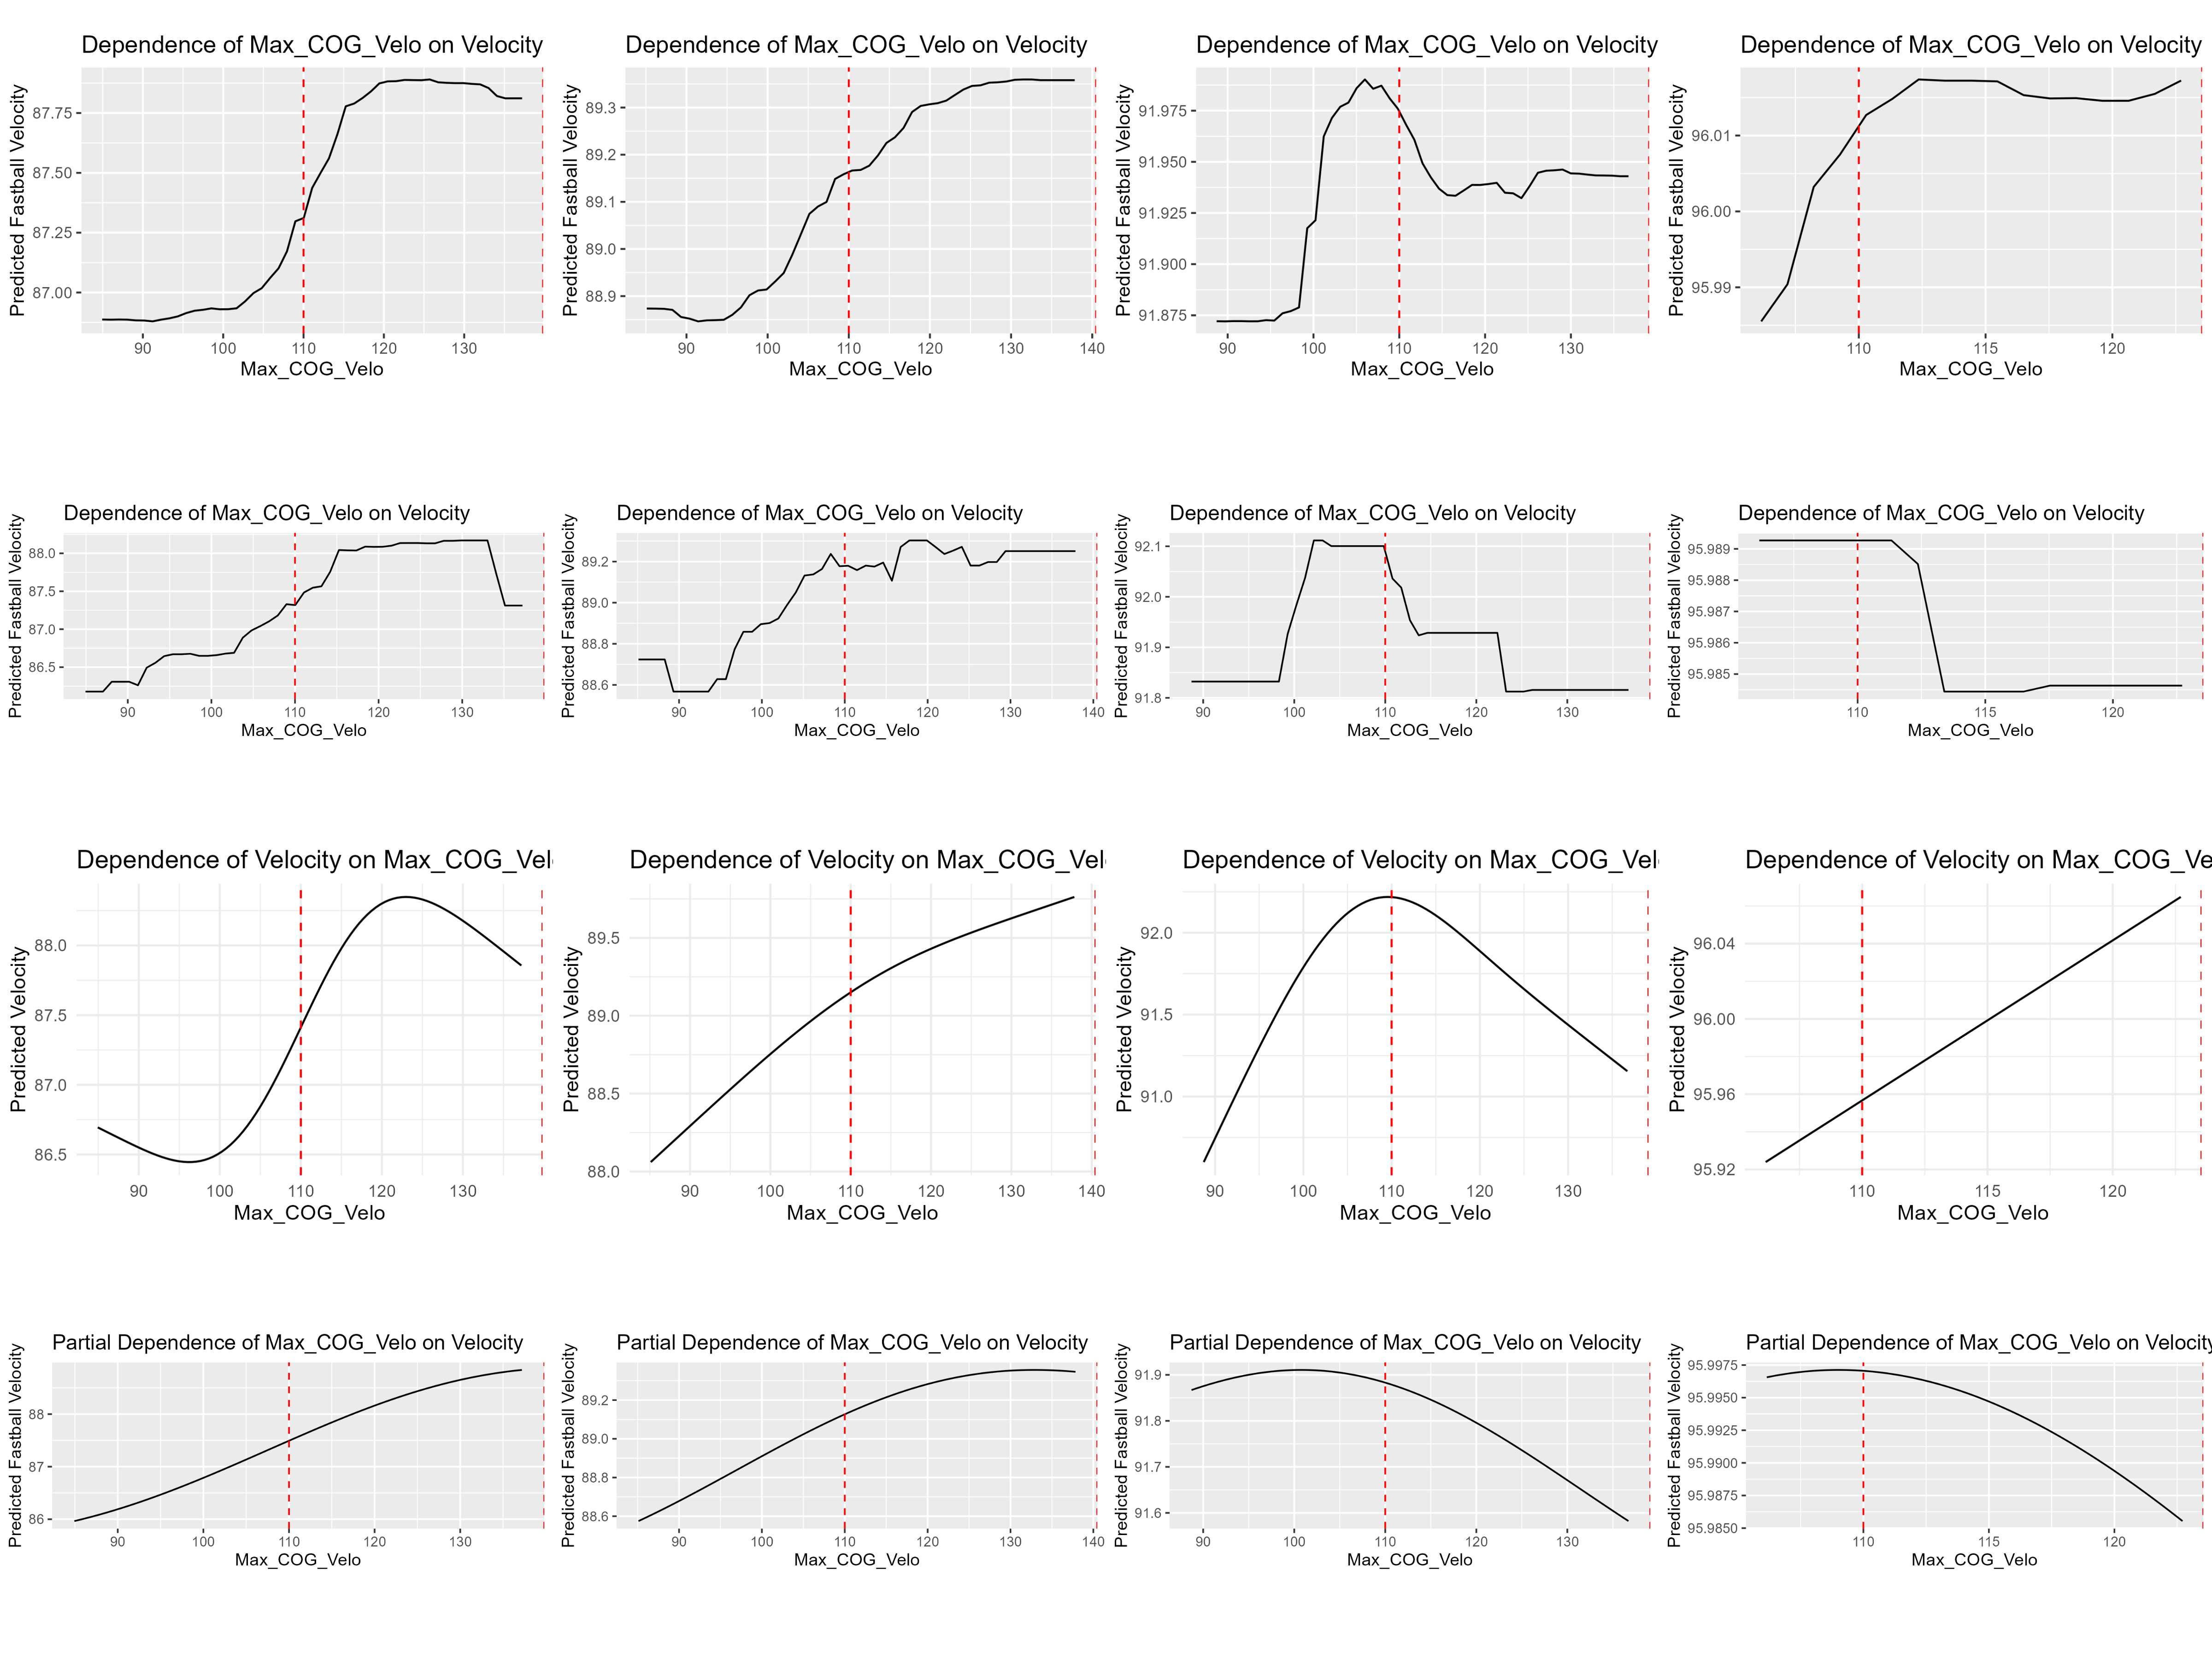 Dependence of Max_COG_Velo on Velocity
Predicted Fastball Velocity
87.75
87.50
87.25
87.00
90 100 110 120 130
Max_COG_Velo
Dependence of Max_COG_Velo on Velocity
Predicted Fastball Velocity
89.3
89.2
89.1
89.0
88.9
90 100 110 120 130 140
Max_COG_Velo
Dependence of Max_COG_Velo on Velocity
Predicted Fastball Velocity
91.975
91.950
91.925
91.900
91.875
90 100 110 120 130
Max_COG_Velo
Dependence of Max_COG_Velo on Velocity
Predicted Fastball Velocity
96.01
96.00
95.99
110 115 120
Max_COG_Velo
Dependence of Max_COG_Velo on Velocity
Predicted Fastball Velocity
88.0
87.5
87.0
86.5
90 100 110 120 130
Max_COG_Velo
Dependence of Max_COG_Velo on Velocity
Predicted Fastball Velocity
89.2
89.0
88.8
88.6
90 100 110 120 130 140
Max_COG_Velo
Dependence of Max_COG_Velo on Velocity
Predicted Fastball Velocity
92.1
92.0
91.9
91.8
90 100 110 120 130
Max_COG_Velo
Dependence of Max_COG_Velo on Velocity
Predicted Fastball Velocity
95.989
95.988
95.987
95.986
95.985
110 115 120
Max_COG_Velo
Dependence of Velocity on Max_COG_Vel
Predicted Velocity
88.0
87.5
87.0
86.5
90 100 110 120 130
Max_COG_Velo
Dependence of Velocity on Max_COG_Vel
Predicted Velocity
89.5
89.0
88.5
88.0
90 100 110 120 130 140
Max_COG_Velo
Dependence of Velocity on Max_COG_Vel
Predicted Velocity
92.0
91.5
91.0
90 100 110 120 130
Max_COG_Velo
Dependence of Velocity on Max_COG_Ve
Predicted Velocity
96.04
96.00
95.96
95.92
110 115 120
Max_COG_Velo
Partial Dependence of Max_COG_Velo on Velocity
Predicted Fastball Velocity
88
87
86
90 100 110 120 130
Max_COG_Velo
Partial Dependence of Max_COG_Velo on Velocity
Predicted Fastball Velocity
89.2
89.0
88.8
88.6
90 100 110 120 130 140
Max_COG_Velo
Partial Dependence of Max_COG_Velo on Velocity
Predicted Fastball Velocity
91.9
91.8
91.7
91.6
90 100 110 120 130
Max_COG_Velo
Partial Dependence of Max_COG_Velo on Velocity
Predicted Fastball Velocity
95.9975
95.9950
95.9925
95.9900
95.9875
95.9850
110 115 120
Max_COG_Velo